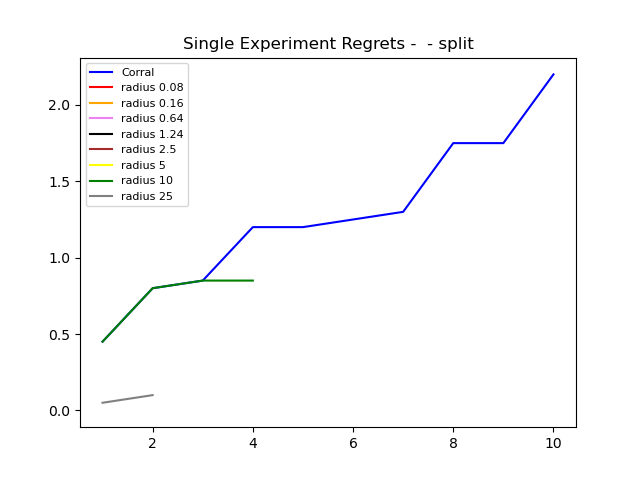 Single Experiment Regrets -  - split
Corral
radius 0.08
radius 0.16
radius 0.64
radius 1.24
radius 2.5
radius 5
radius 10
radius 25
2.0
1.5
1.0
0.5
0.0
2 4 6 8 10